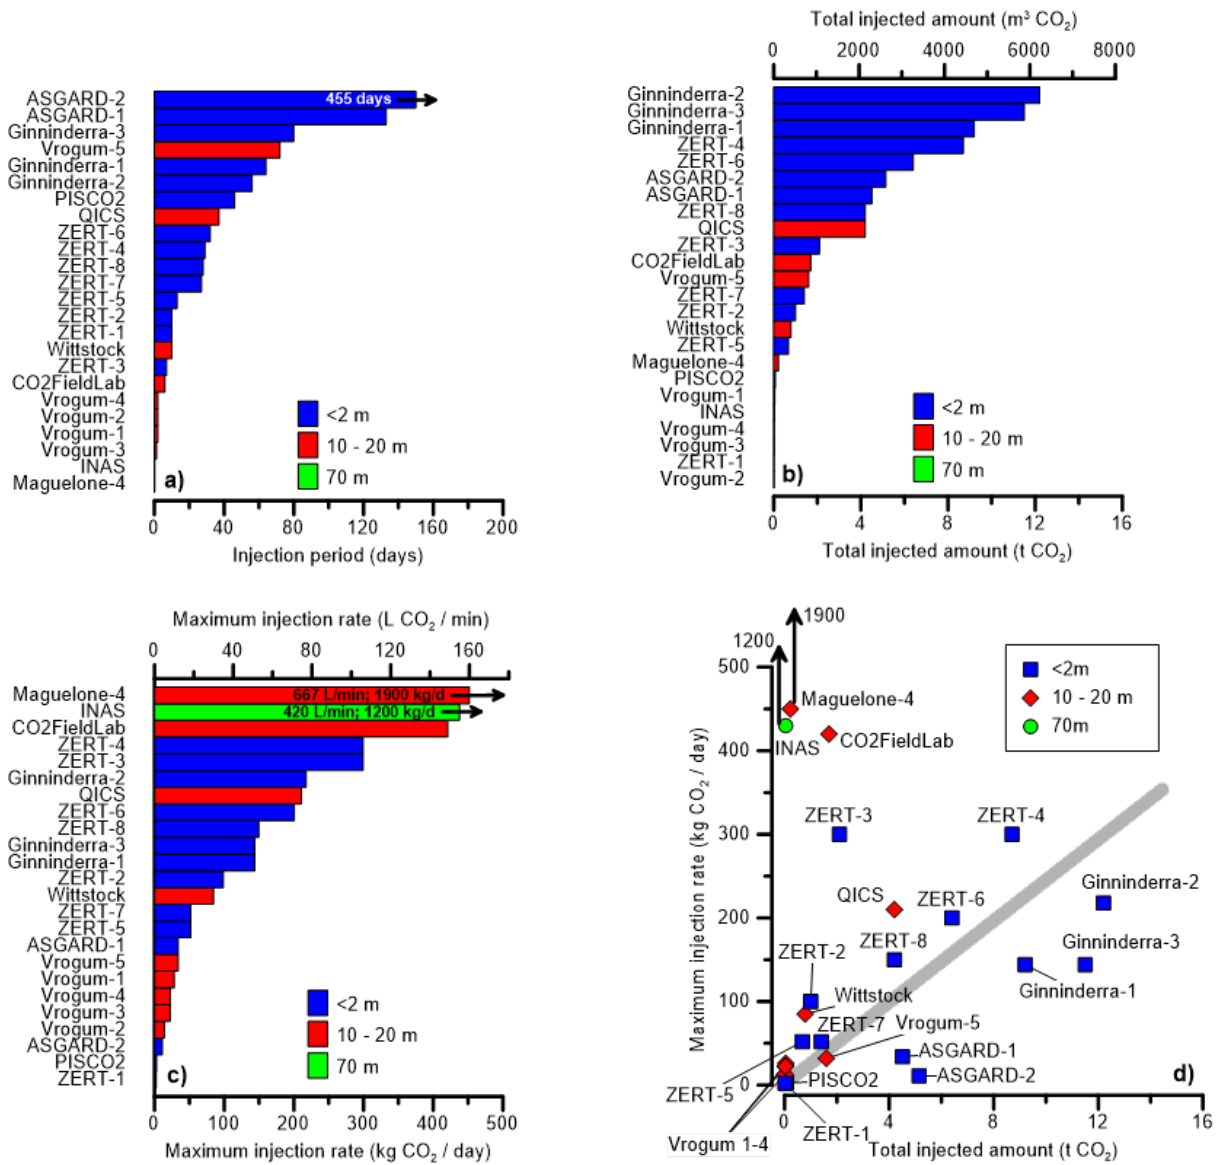 ASGARD-2
ASGARD-1
Ginninderra-3
Vrogum-5
Ginninderra-1
Ginninderra-2
PISCO2
QICS
ZERT-6
ZERT-4
ZERT-8
ZERT-7
ZERT-5
ZERT-2
ZERT-1
Wittstock
ZERT-3
CO2FieldLab
Vrogum-4
Vrogum-2
Vrogum-1
Vrogum-3
INAS
Maguelone-4
455 days
<2 m
10 - 20 m
70 m
a)
0 40 80 120 160 200
Injection period (days)
Total injected amount (m³ CO₂)
0 2000 4000 6000 8000
Ginninderra-2
Ginninderra-3
Ginninderra-1
ZERT-4
ZERT-6
ASGARD-2
ASGARD-1
ZERT-8
QICS
ZERT-3
CO2FieldLab
Vrogum-5
ZERT-7
ZERT-2
Wittstock
ZERT-5
Maguelone-4
PISCO2
Vrogum-1
INAS
Vrogum-4
Vrogum-3
ZERT-1
Vrogum-2
<2 m
10 - 20 m
70 m
b)
0 4 8 12 16
Total injected amount (t CO₂)
Maximum injection rate (L CO₂ / min)
0 40 80 120 160
Maguelone-4
INAS
CO2FieldLab
ZERT-4
ZERT-3
Ginninderra-2
QICS
ZERT-6
ZERT-8
Ginninderra-3
Ginninderra-1
ZERT-2
Wittstock
ZERT-7
ZERT-5
ASGARD-1
Vrogum-5
Vrogum-1
Vrogum-4
Vrogum-3
Vrogum-2
ASGARD-2
PISCO2
ZERT-1
667 L/min; 1900 kg/d
420 L/min; 1200 kg/d
<2 m
10 - 20 m
70 m
c)
0 100 200 300 400 500
Maximum injection rate (kg CO₂ / day)
1900
1200
500
400
300
200
100
0
Maximum injection rate (kg CO₂ / day)
<2m
10 - 20 m
70m
Maguelone-4
INAS
CO2FieldLab
ZERT-3
ZERT-4
QICS
ZERT-6
Ginninderra-2
ZERT-8
Ginninderra-3
ZERT-2
Ginninderra-1
Wittstock
ZERT-7
Vrogum-5
ASGARD-1
ASGARD-2
PISCO2
ZERT-5
d)
0 4 8 12 16
ZERT-1
Vrogum 1-4
Total injected amount (t CO₂)